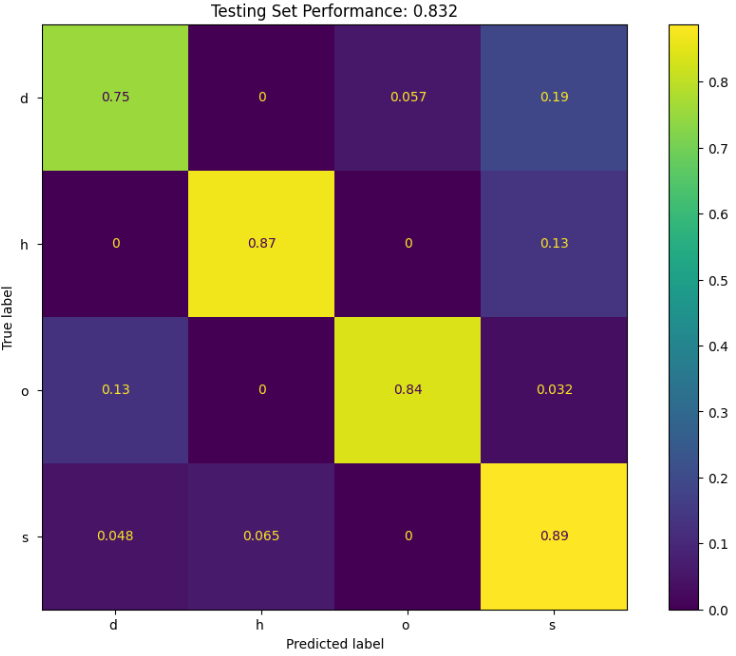 Testing Set Performance: 0.832
d 0.75 0 0.057 0.19
h 0 0.87 0 0.13
o 0.13 0 0.84 0.032
s 0.048 0.065 0 0.89
d h o s
Predicted label
True label
0.8
0.7
0.6
0.5
0.4
0.3
0.2
0.1
0.0